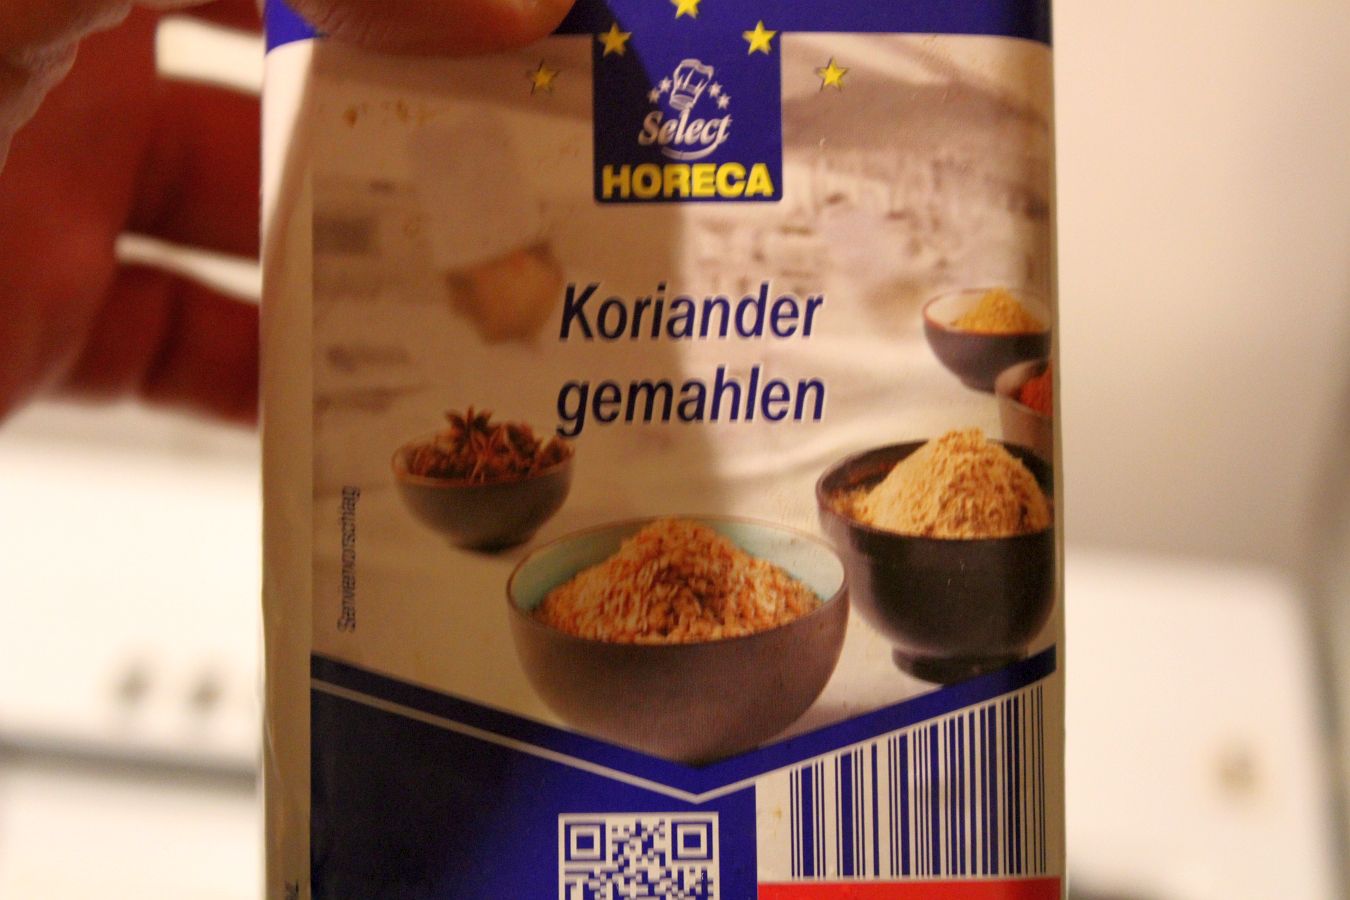 Select
HORECA
Koriander
gemahlen
Serviervorschlag